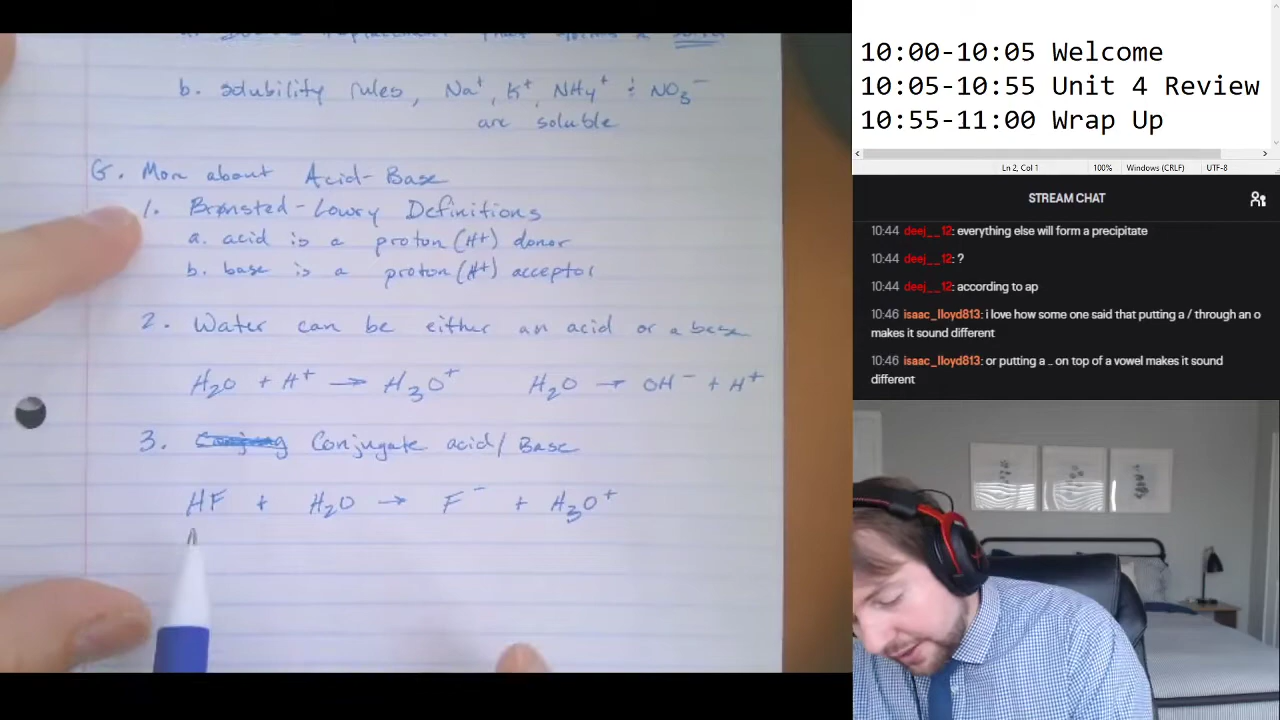 b. solubility rules, Na⁺, K⁺, NH₄⁺ & NO₃⁻
are soluble
G. More about Acid-Base
1. Brønsted-Lowry Definitions
a. acid is a proton (H⁺) donor
b. base is a proton (H⁺) acceptor
2. Water can be either an acid or a base
H₂O + H⁺ → H₃O⁺ H₂O → OH⁻ + H⁺
3. Conjugate acid/Base
HF + H₂O → F⁻ + H₃O⁺
10:00-10:05 Welcome
10:05-10:55 Unit 4 Review
10:55-11:00 Wrap Up
Ln 2, Col 1 100% Windows (CRLF) UTF-8
STREAM CHAT
10:44 deej__12: everything else will form a precipitate
10:44 deej__12: ?
10:44 deej__12: according to ap
10:46 isaac_lloyd813: i love how some one said that putting a / through an o
makes it sound different
10:46 isaac_lloyd813: or putting a .. on top of a vowel makes it sound
different